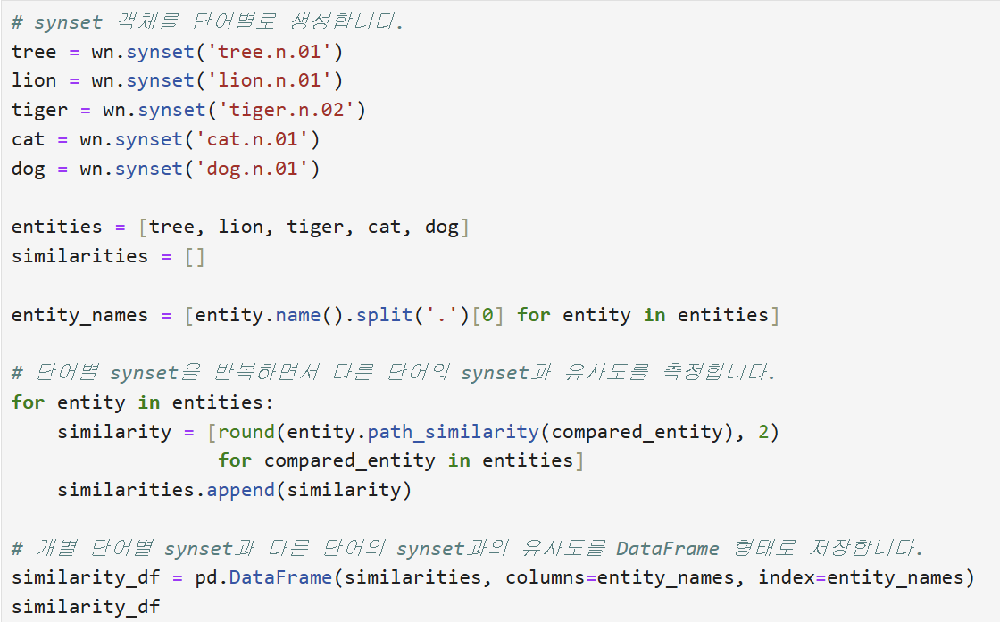 # synset 객체를 단어별로 생성합니다.
tree = wn.synset('tree.n.01')
lion = wn.synset('lion.n.01')
tiger = wn.synset('tiger.n.02')
cat = wn.synset('cat.n.01')
dog = wn.synset('dog.n.01')

entities = [tree, lion, tiger, cat, dog]
similarities = []

entity_names = [entity.name().split('.')[0] for entity in entities]

# 단어별 synset을 반복하면서 다른 단어의 synset과 유사도를 측정합니다.
for entity in entities:
    similarity = [round(entity.path_similarity(compared_entity), 2)
                  for compared_entity in entities]
    similarities.append(similarity)

# 개별 단어별 synset과 다른 단어의 synset과의 유사도를 DataFrame 형태로 저장합니다.
similarity_df = pd.DataFrame(similarities, columns=entity_names, index=entity_names)
similarity_df